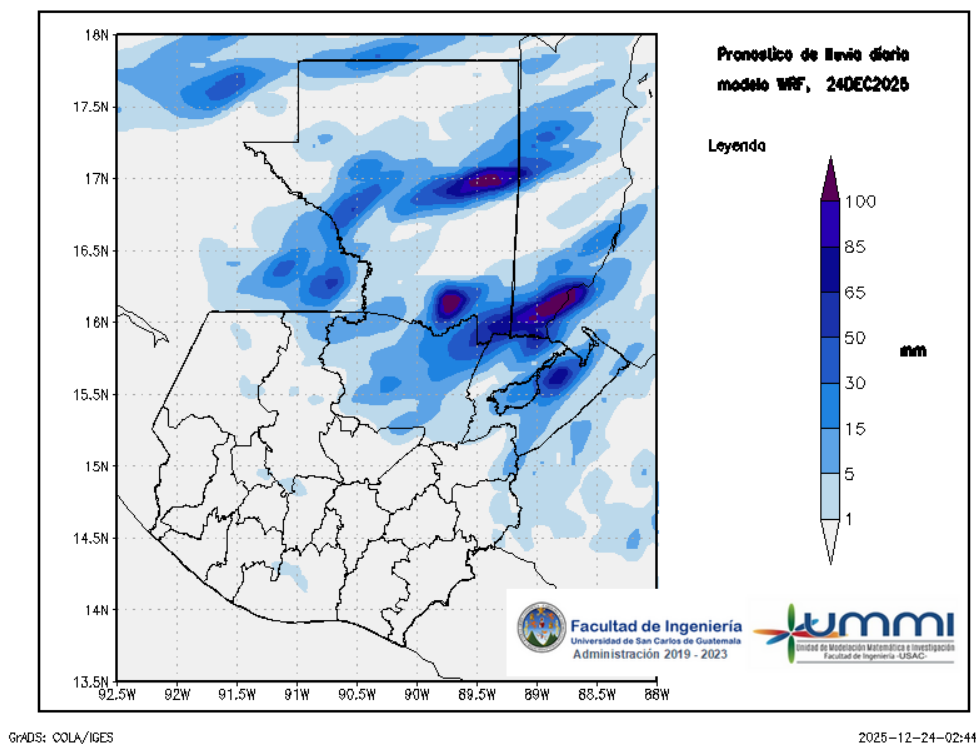 Pronostico de lluvia diaria
modelo WRF, 24DEC2025
Leyenda
100
85
65
50
30
15
5
1
mm
18N
17.5N
17N
16.5N
16N
15.5N
15N
14.5N
14N
13.5N
92.5W 92W 91.5W 91W 90.5W 90W 89.5W 89W 88.5W 88W
Facultad de Ingeniería
Universidad de San Carlos de Guatemala
Administración 2019 - 2023
ummi
Unidad de Modelación Matemática e Investigación
Facultad de Ingeniería -USAC-
GrADS: COLA/IGES
2025-12-24-02:44